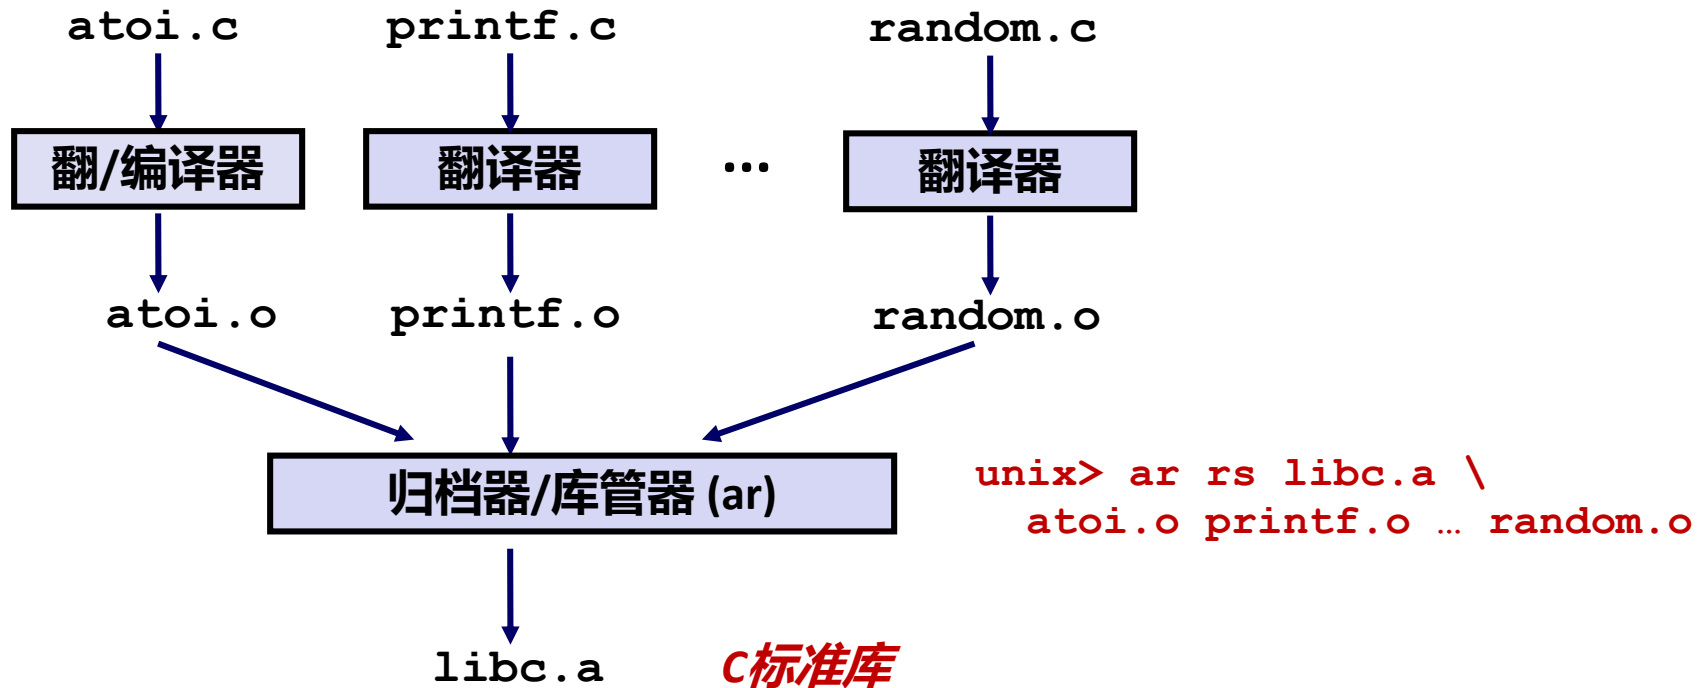 atoi.c
printf.c
random.c
翻/编译器
翻译器
...
翻译器
atoi.o
printf.o
random.o
归档器/库管器 (ar)
unix> ar rs libc.a \
atoi.o printf.o … random.o
libc.a
C标准库